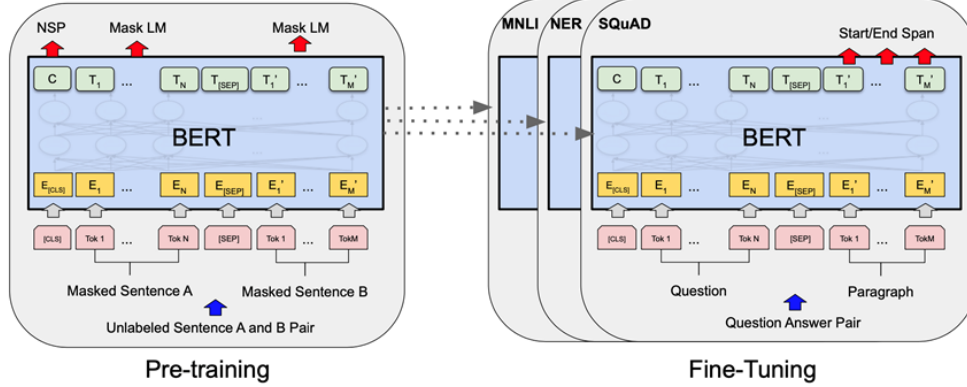 NSP Mask LM Mask LM
C T1 ... TN T[SEP] T1' ... TM'
BERT
E[CLS] E1 ... EN E[SEP] E1' ... EM'
[CLS] Tok 1 ... Tok N [SEP] Tok 1 ... TokM
Masked Sentence A Masked Sentence B
Unlabeled Sentence A and B Pair
Pre-training
MNLI NER SQuAD
Start/End Span
C T1 ... TN T[SEP] T1' ... TM'
BERT
E[CLS] E1 ... EN E[SEP] E1' ... EM'
[CLS] Tok 1 ... Tok N [SEP] Tok 1 ... TokM
Question Paragraph
Question Answer Pair
Fine-Tuning